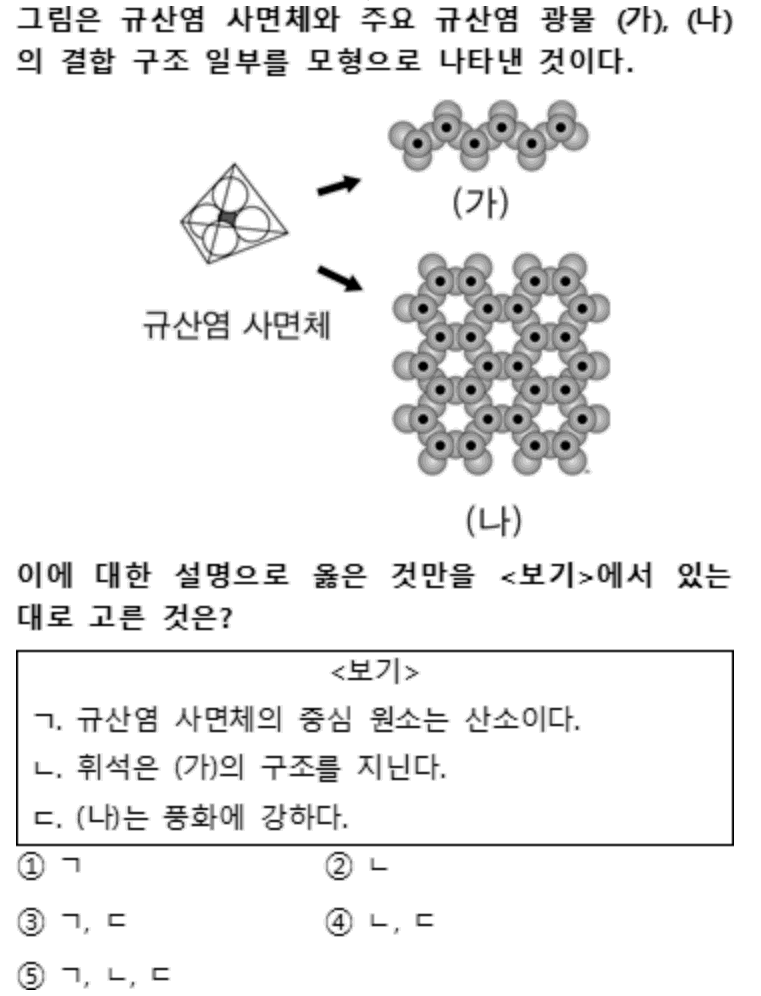 그림은 규산염 사면체와 주요 규산염 광물 (가), (나)
의 결합 구조 일부를 모형으로 나타낸 것이다.
(가)
규산염 사면체
(나)
이에 대한 설명으로 옳은 것만을 <보기>에서 있는
대로 고른 것은?
<보기>
ㄱ. 규산염 사면체의 중심 원소는 산소이다.
ㄴ. 휘석은 (가)의 구조를 지닌다.
ㄷ. (나)는 풍화에 강하다.
① ㄱ ② ㄴ
③ ㄱ, ㄷ ④ ㄴ, ㄷ
⑤ ㄱ, ㄴ, ㄷ